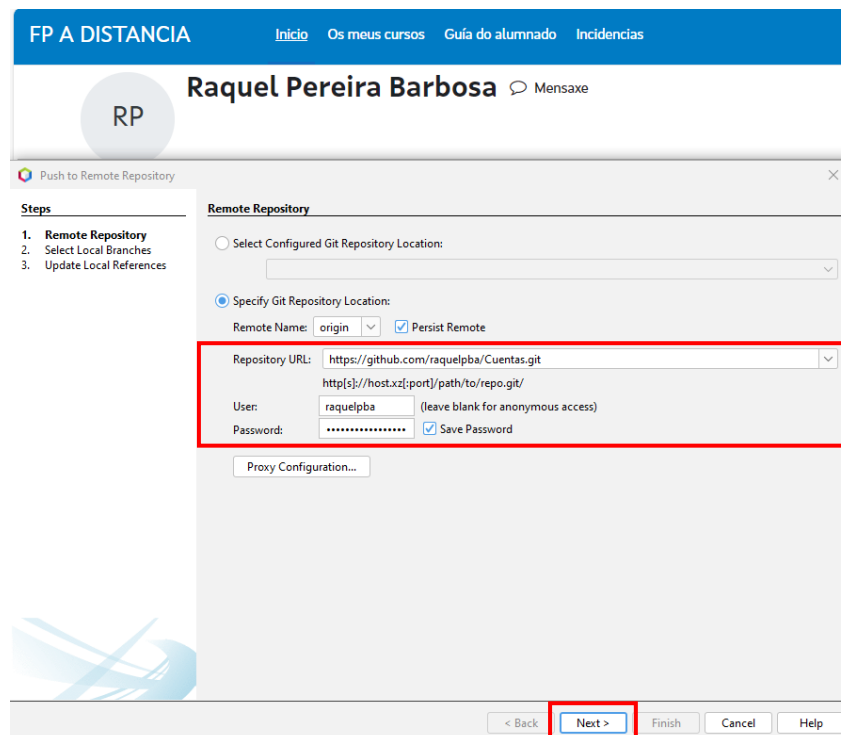 FP A DISTANCIA Inicio Os meus cursos Guía do alumnado Incidencias
Raquel Pereira Barbosa Mensaxe
RP
Push to Remote Repository
Steps
1. Remote Repository
2. Select Local Branches
3. Update Local References
Remote Repository
Select Configured Git Repository Location:
Specify Git Repository Location:
Remote Name: origin Persist Remote
Repository URL: https://github.com/raquelpba/Cuentas.git
http[s]://host.xz[:port]/path/to/repo.git/
User: raquelpba (leave blank for anonymous access)
Password: ••••••••••••••••• Save Password
Proxy Configuration...
< Back Next > Finish Cancel Help